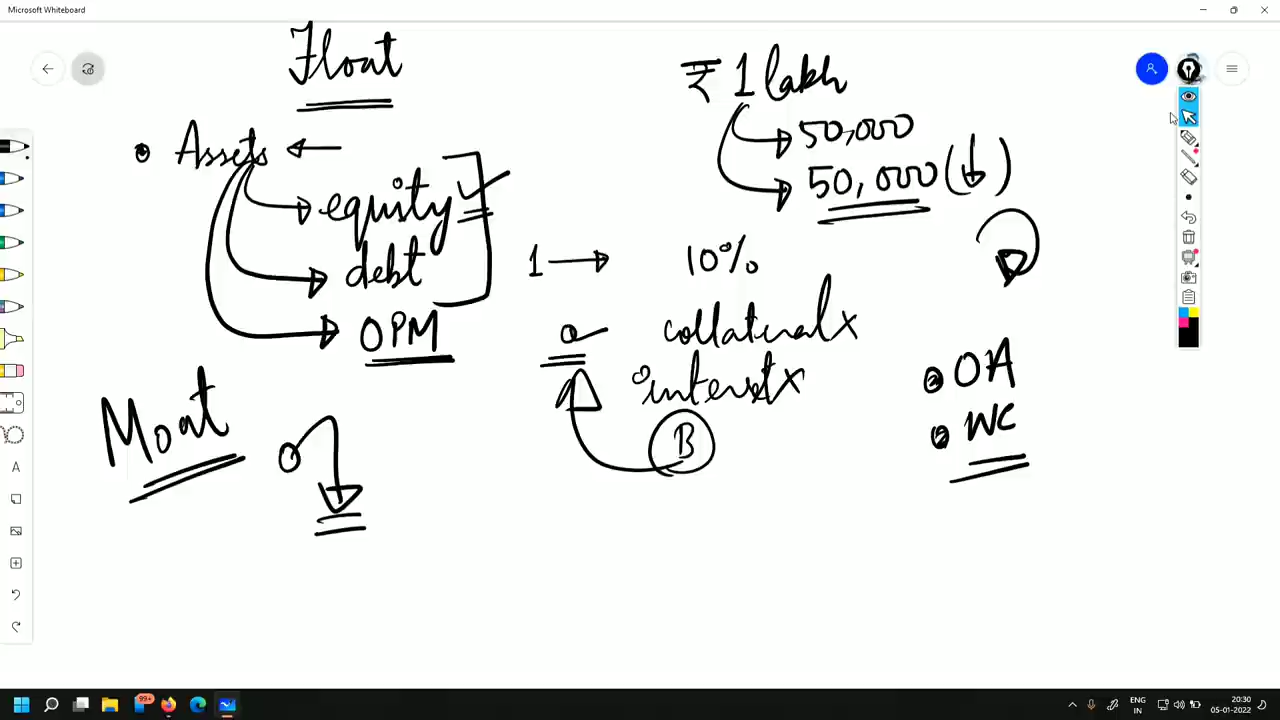 Microsoft Whiteboard
Float
Assets
equity
debt
OPM
Moat
₹ 1 lakh
50,000
50,000 (↓)
1 → 10%
collateral x
interest x
B
OA
WC
A
99+
ENG
IN
20:30
05-01-2022